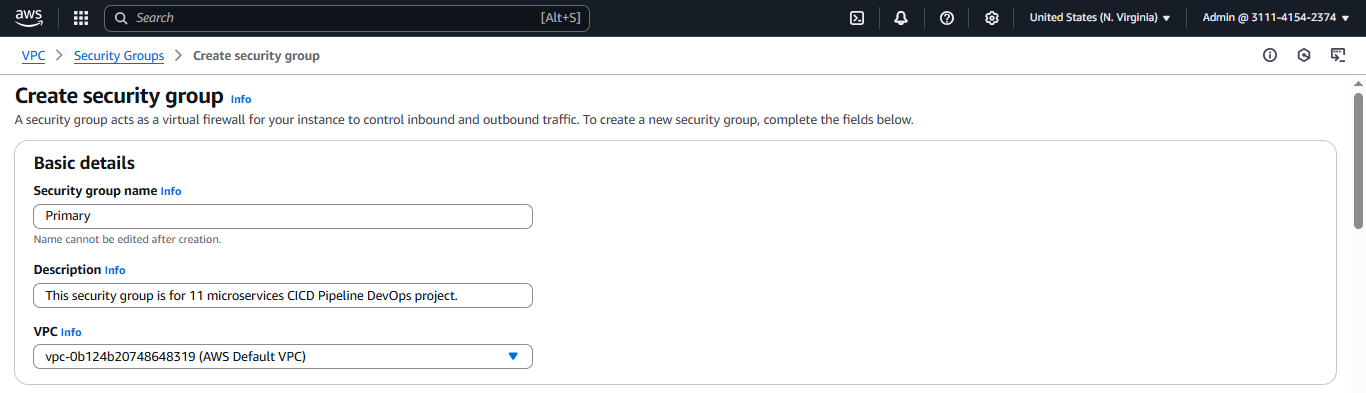 aws
Search [Alt+S] United States (N. Virginia) Admin @ 3111-4154-2374
VPC Security Groups Create security group
Create security group Info
A security group acts as a virtual firewall for your instance to control inbound and outbound traffic. To create a new security group, complete the fields below.
Basic details
Security group name Info
Primary
Name cannot be edited after creation.
Description Info
This security group is for 11 microservices CICD Pipeline DevOps project.
VPC Info
vpc-0b124b20748648319 (AWS Default VPC)